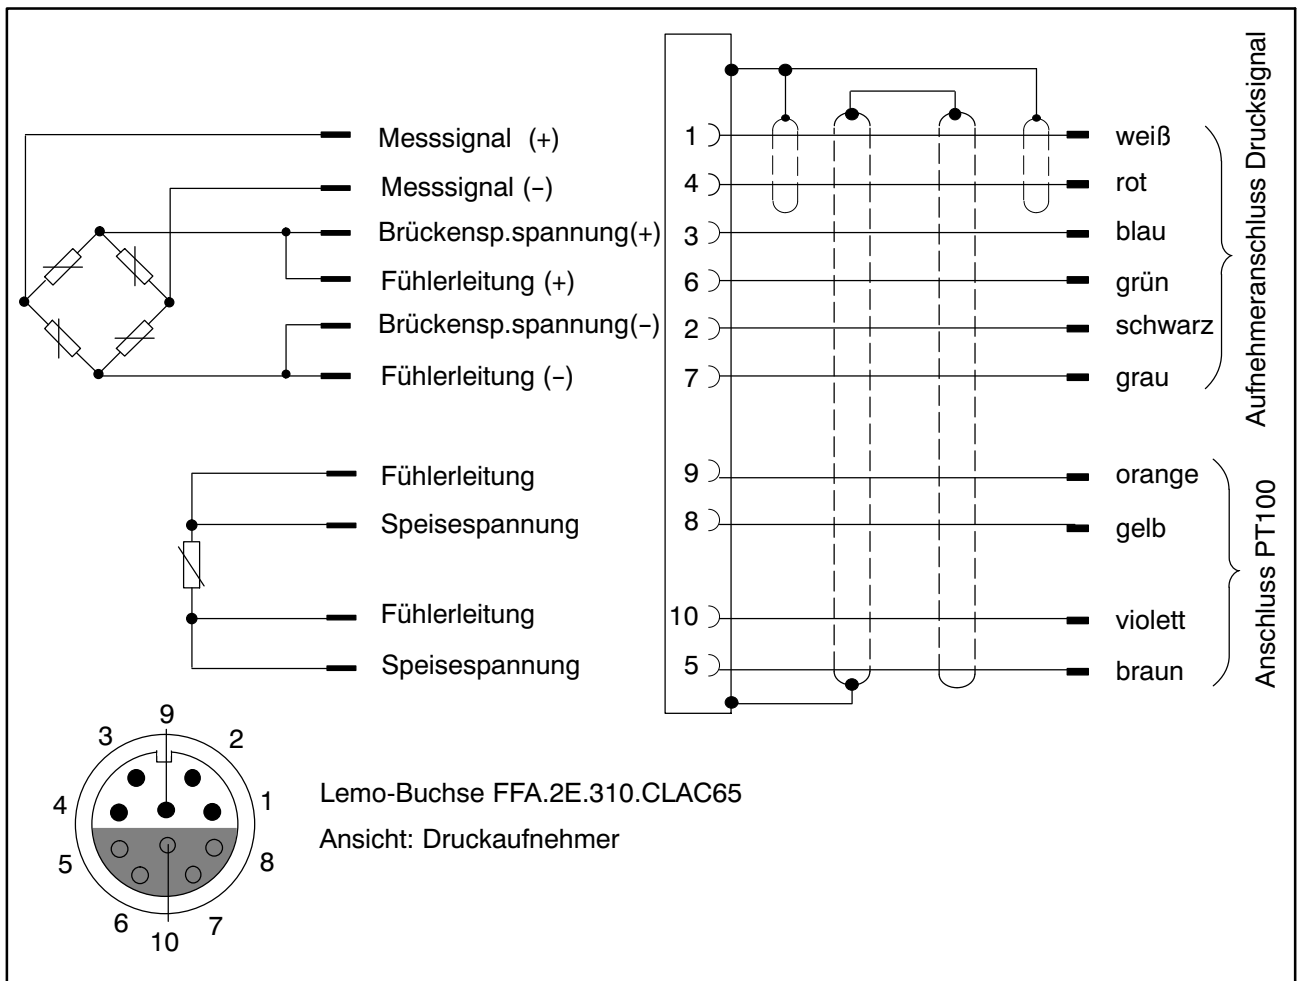 Messsignal (+) 1 weiß
Messsignal (–) 4 rot
Brückensp.spannung(+) 3 blau
Fühlerleitung (+) 6 grün
Brückensp.spannung(–) 2 schwarz
Fühlerleitung (–) 7 grau
Aufnehmeranschluss Drucksignal
Fühlerleitung 9 orange
Speisespannung 8 gelb
Fühlerleitung 10 violett
Speisespannung 5 braun
Anschluss PT100
9
3 2
4 1
5 8
6 7
10
Lemo-Buchse FFA.2E.310.CLAC65
Ansicht: Druckaufnehmer